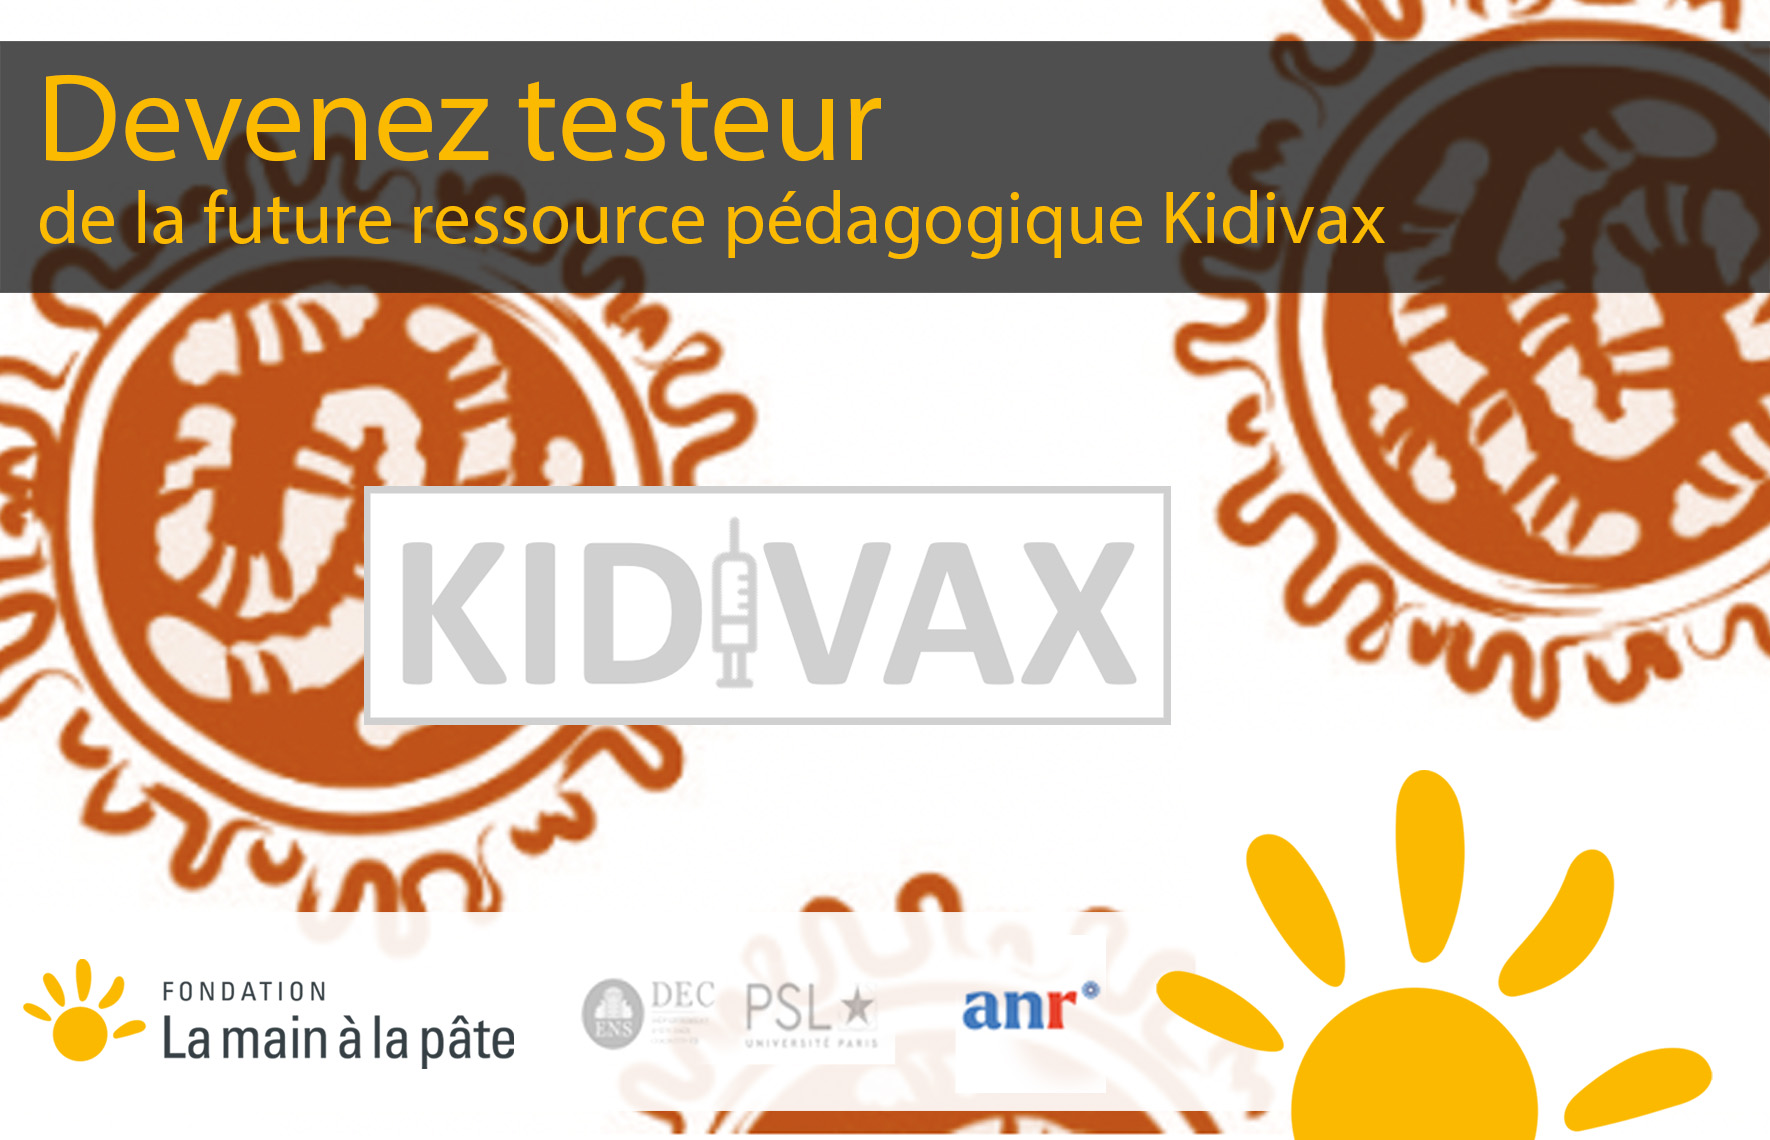 Devenez testeur
de la future ressource pédagogique Kidivax
KIDIVAX
FONDATION
La main à la pâte
ENS
DEC
PSL
UNIVERSITÉ PARIS
anr